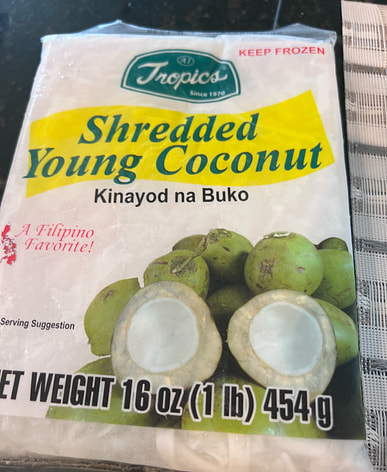 A1
KEEP FROZEN
Tropics
Since 1970
Shredded
Young Coconut
Kinayod na Buko
A Filipino
Favorite!
Serving Suggestion
ET WEIGHT 16 oz (1 lb) 454 g